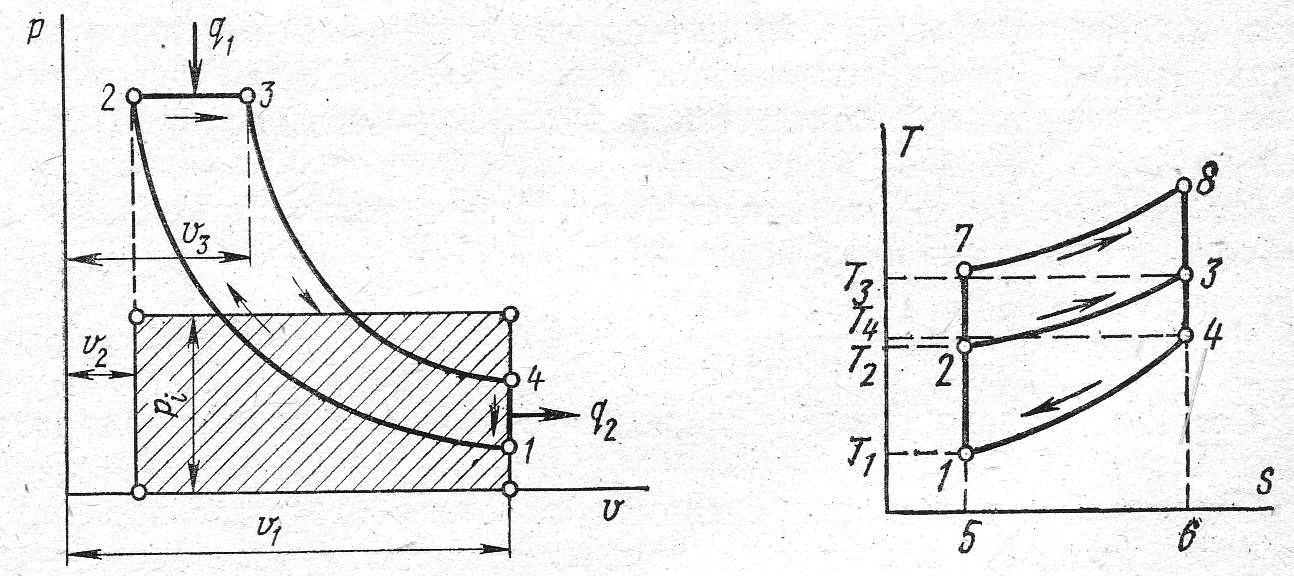 p
q₁
2
3
v₃
v₂
pᵢ
4
q₂
1
v
v₁
T
8
7
T₃
3
T₄
4
T₂
2
T₁
1
S
5
6